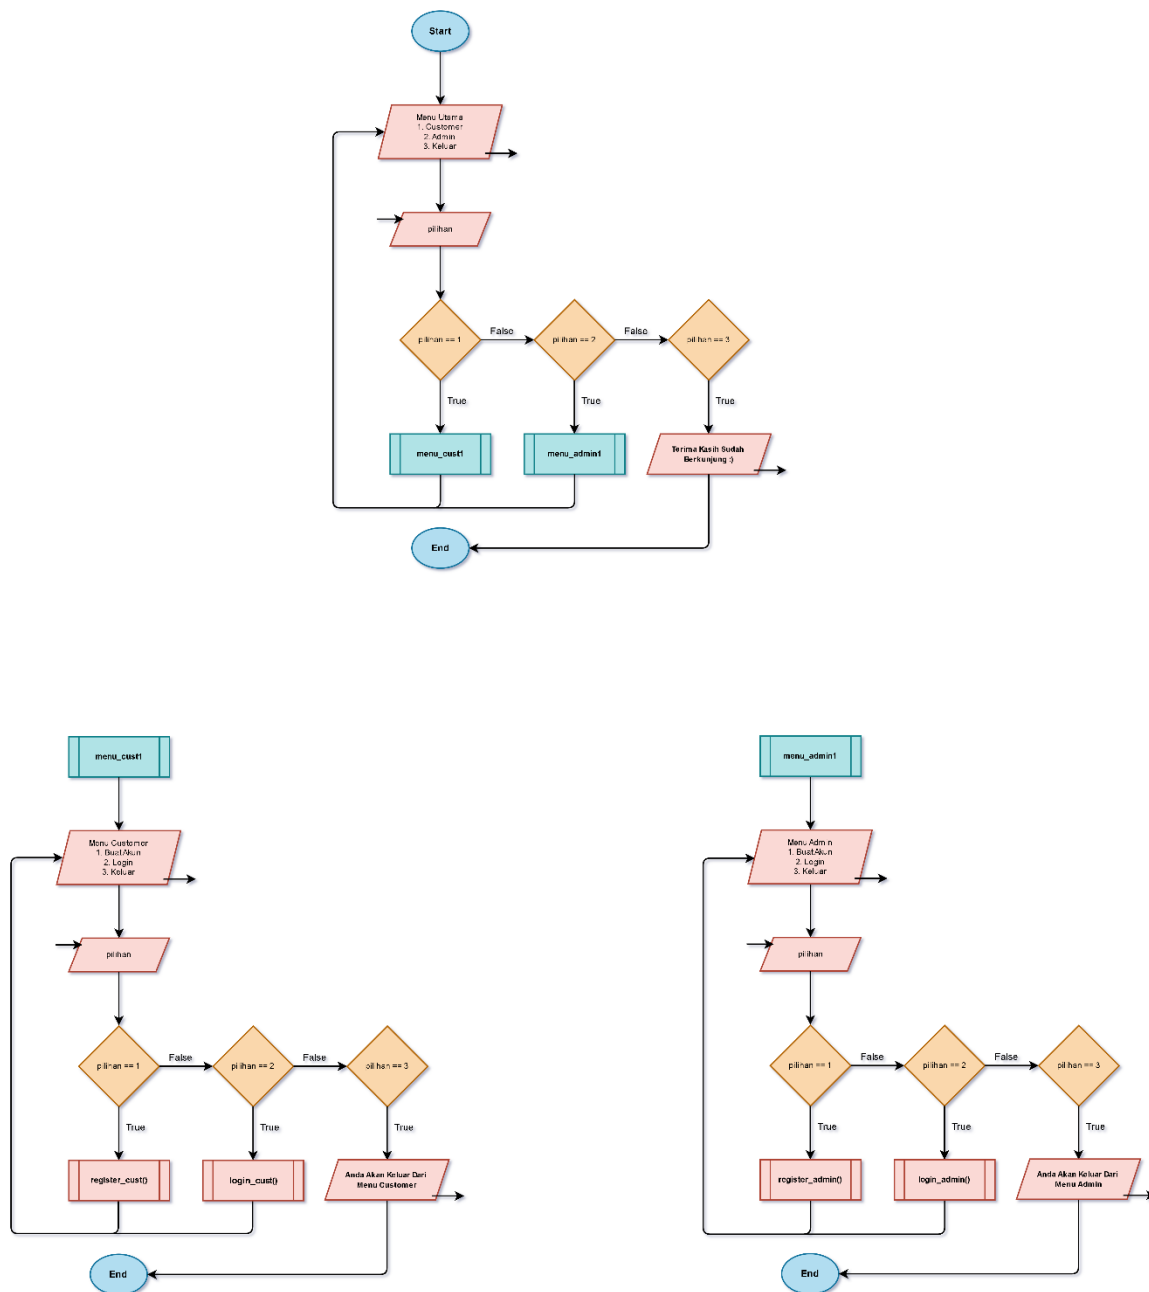 Start
Menu Utama
1. Customer
2. Admin
3. Keluar
pilihan
pilihan == 1
False
pilihan == 2
False
pilihan == 3
True
True
True
menu_cust1
menu_admin1
Terima Kasih Sudah
Berkunjung :)
End
menu_cust1
Menu Customer
1. BuatAkun
2. Login
3. Keluar
pilihan
pilihan == 1
False
pilihan == 2
False
pilihan == 3
True
True
True
register_cust()
login_cust()
Anda Akan Keluar Dari
Menu Customer
End
menu_admin1
Menu Admin
1. BuatAkun
2. Login
3. Keluar
pilihan
pilihan == 1
False
pilihan == 2
False
pilihan == 3
True
True
True
register_admin()
login_admin()
Anda Akan Keluar Dari
Menu Admin
End